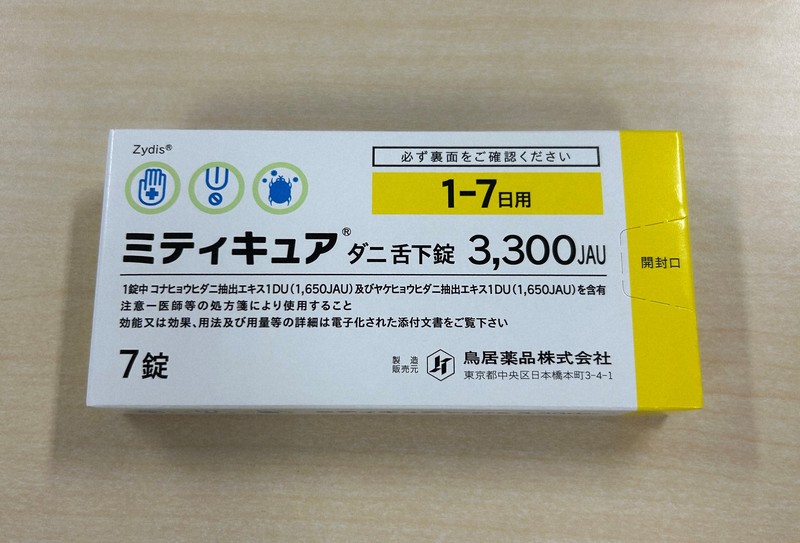 Zydis®
必ず裏面をご確認ください
1-7日用
ミティキュア® ダニ舌下錠 3,300JAU
開封口
1錠中 コナヒョウヒダニ抽出エキス1DU(1,650JAU)及びヤケヒョウヒダニ抽出エキス1DU(1,650JAU)を含有
注意－医師等の処方箋により使用すること
効能又は効果、用法及び用量等の詳細は電子化された添付文書をご覧下さい
7錠
製造
販売元
鳥居薬品株式会社
東京都中央区日本橋本町3-4-1